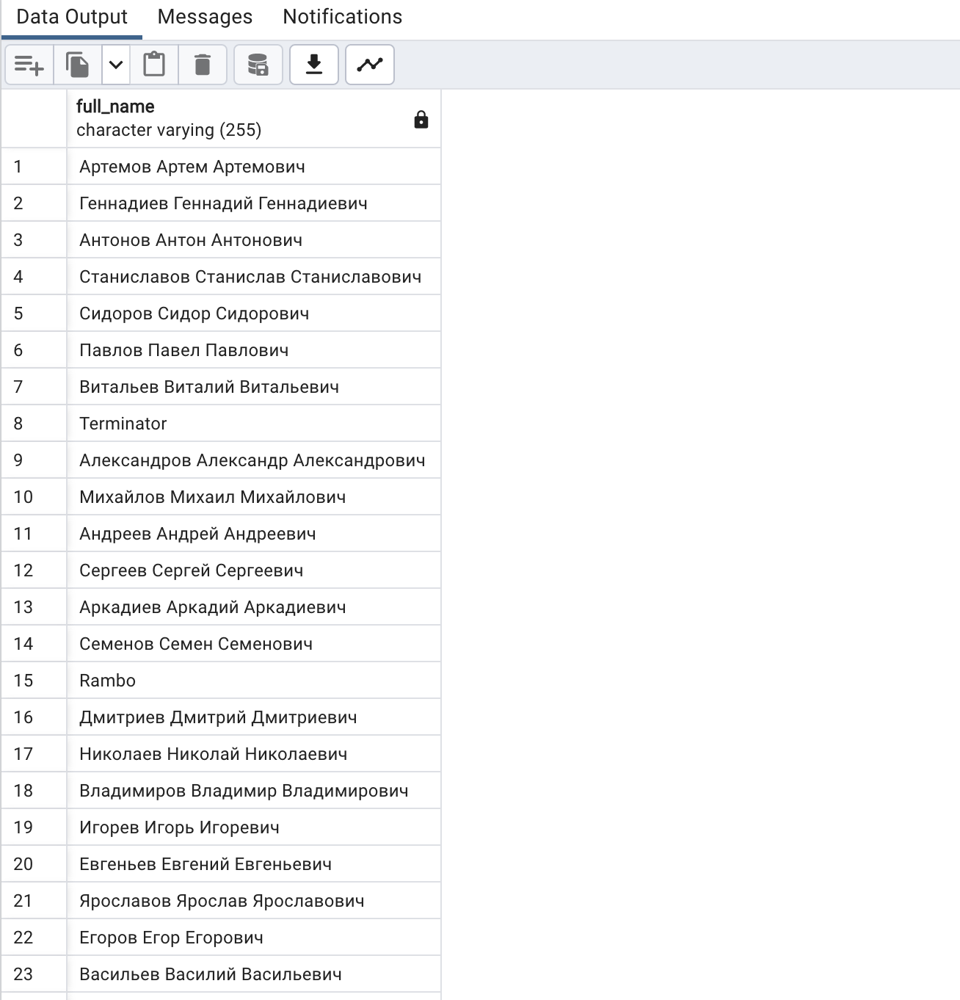 Data Output Messages Notifications
full_name
character varying (255)
1 Артемов Артем Артемович
2 Геннадиев Геннадий Геннадиевич
3 Антонов Антон Антонович
4 Станиславов Станислав Станиславович
5 Сидоров Сидор Сидорович
6 Павлов Павел Павлович
7 Витальев Виталий Витальевич
8 Terminator
9 Александров Александр Александрович
10 Михайлов Михаил Михайлович
11 Андреев Андрей Андреевич
12 Сергеев Сергей Сергеевич
13 Аркадиев Аркадий Аркадиевич
14 Семенов Семен Семенович
15 Rambo
16 Дмитриев Дмитрий Дмитриевич
17 Николаев Николай Николаевич
18 Владимиров Владимир Владимирович
19 Игорев Игорь Игоревич
20 Евгеньев Евгений Евгеньевич
21 Ярославов Ярослав Ярославович
22 Егоров Егор Егорович
23 Васильев Василий Васильевич